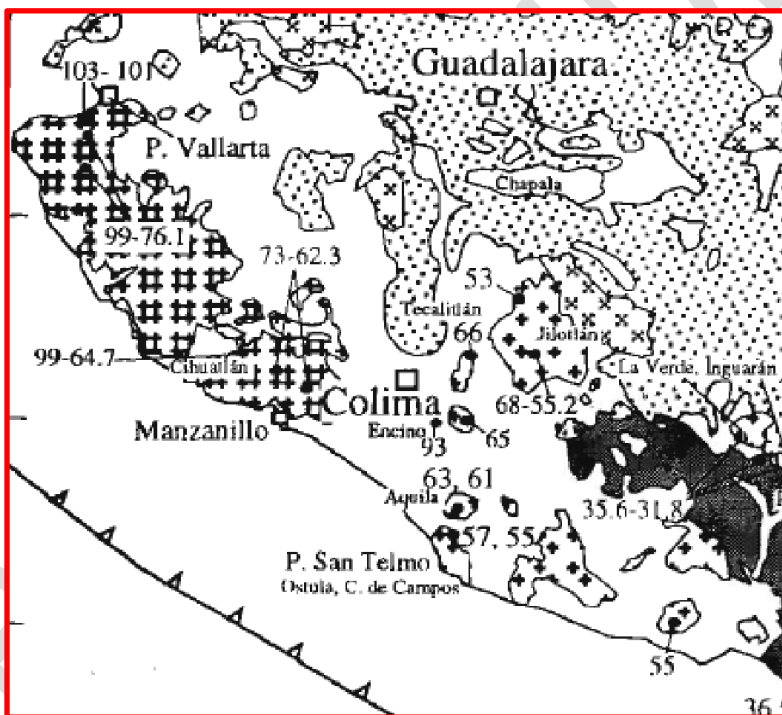 Guadalajara
103-101
P. Vallarta
Chapala
99-76.1
73-62.3
53
Tecalitlán
66
Jilotlán
99-64.7
Cihuatlán
La Verde, Inguarán
Colima
68-55.2
Manzanillo
Encino
93
65
63, 61
Aquila
35.6-31.8
57, 55
P. San Telmo
Ostula, C. de Campos
55